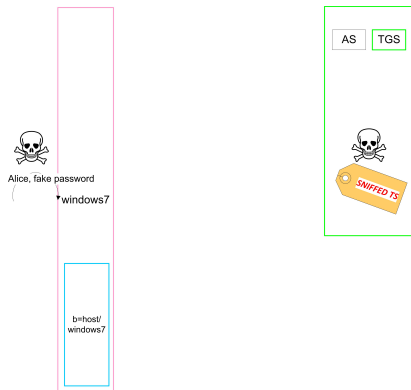 AS
TGS
SNIFFED TS
Alice, fake password
windows7
b=host/
windows7